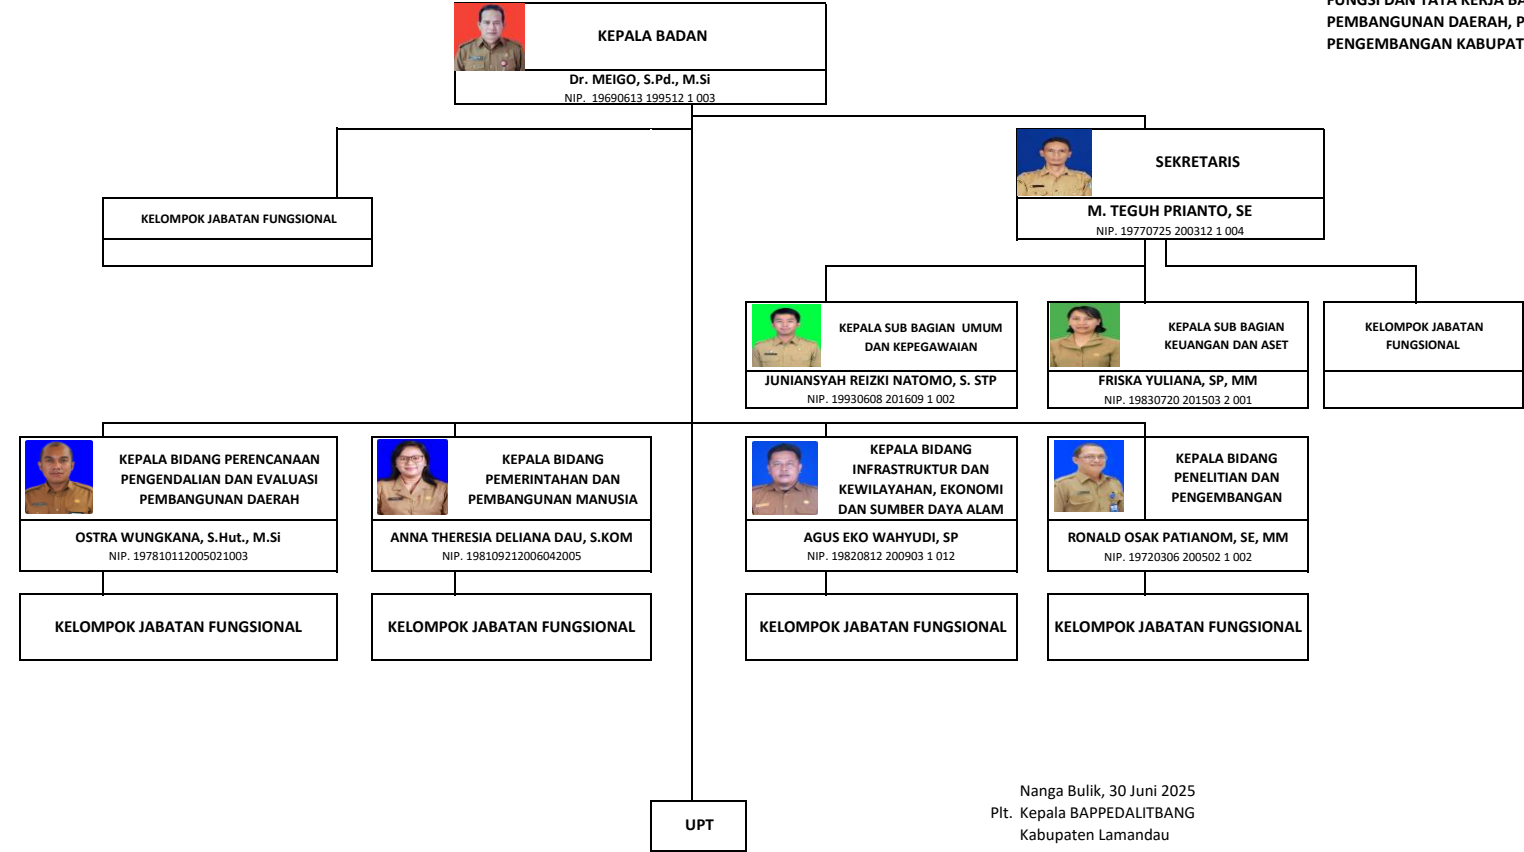 FUNGSI DAN TATA KERJA
PEMBANGUNAN DAERAH,
PENGEMBANGAN
KEPALA BADAN
Dr. MEIGO, S.Pd., M.Si
NIP. 19690613 199512 1 003
SEKRETARIS
M. TEGUH PRIANTO, SE
NIP. 19770725 200312 1 004
KELOMPOK JABATAN FUNGSIONAL
KEPALA SUB BAGIAN UMUM
DAN KEPEGAWAIAN
JUNIANSYAH REIZKI NATOMO, S. STP
NIP. 19930608 201609 1 002
KEPALA SUB BAGIAN
KEUANGAN DAN ASET
FRISKA YULIANA, SP, MM
NIP. 19830720 201503 2 001
KELOMPOK JABATAN
FUNGSIONAL
KEPALA BIDANG PERENCANAAN
PENGENDALIAN DAN EVALUASI
PEMBANGUNAN DAERAH
OSTRA WUNGKANA, S.Hut., M.Si
NIP. 197810112005021003
KEPALA BIDANG
PEMERINTAHAN DAN
PEMBANGUNAN MANUSIA
ANNA THERESIA DELIANA DAU, S.KOM
NIP. 198109212006042005
KEPALA BIDANG
INFRASTRUKTUR DAN
KEWILAYAHAN, EKONOMI
DAN SUMBER DAYA ALAM
AGUS EKO WAHYUDI, SP
NIP. 19820812 200903 1 012
KEPALA BIDANG
PENELITIAN DAN
PENGEMBANGAN
RONALD OSAK PATIANOM, SE, MM
NIP. 19720306 200502 1 002
KELOMPOK JABATAN FUNGSIONAL
KELOMPOK JABATAN FUNGSIONAL
KELOMPOK JABATAN FUNGSIONAL
KELOMPOK JABATAN FUNGSIONAL
UPT
Nanga Bulik, 30 Juni 2025
Plt. Kepala BAPPEDALITBANG
Kabupaten Lamandau